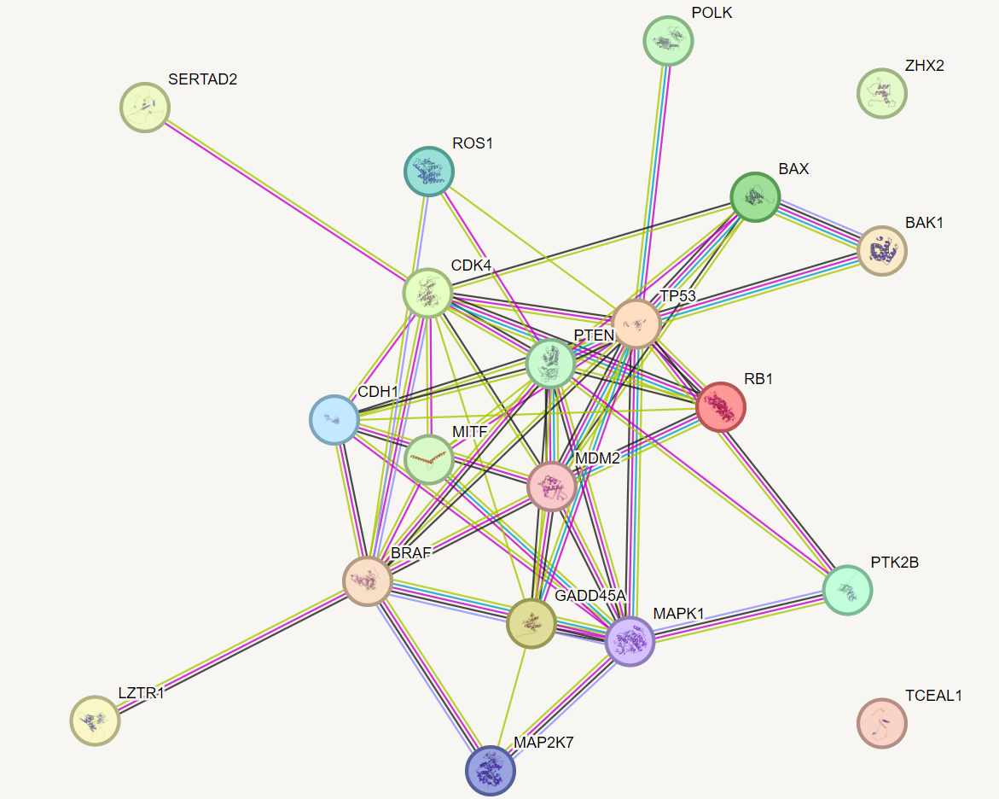 POLK
ZHX2
SERTAD2
ROS1
BAX
BAK1
CDK4
TP53
PTEN
RB1
CDH1
MITF
MDM2
BRAF
PTK2B
GADD45A
MAPK1
LZTR1
TCEAL1
MAP2K7